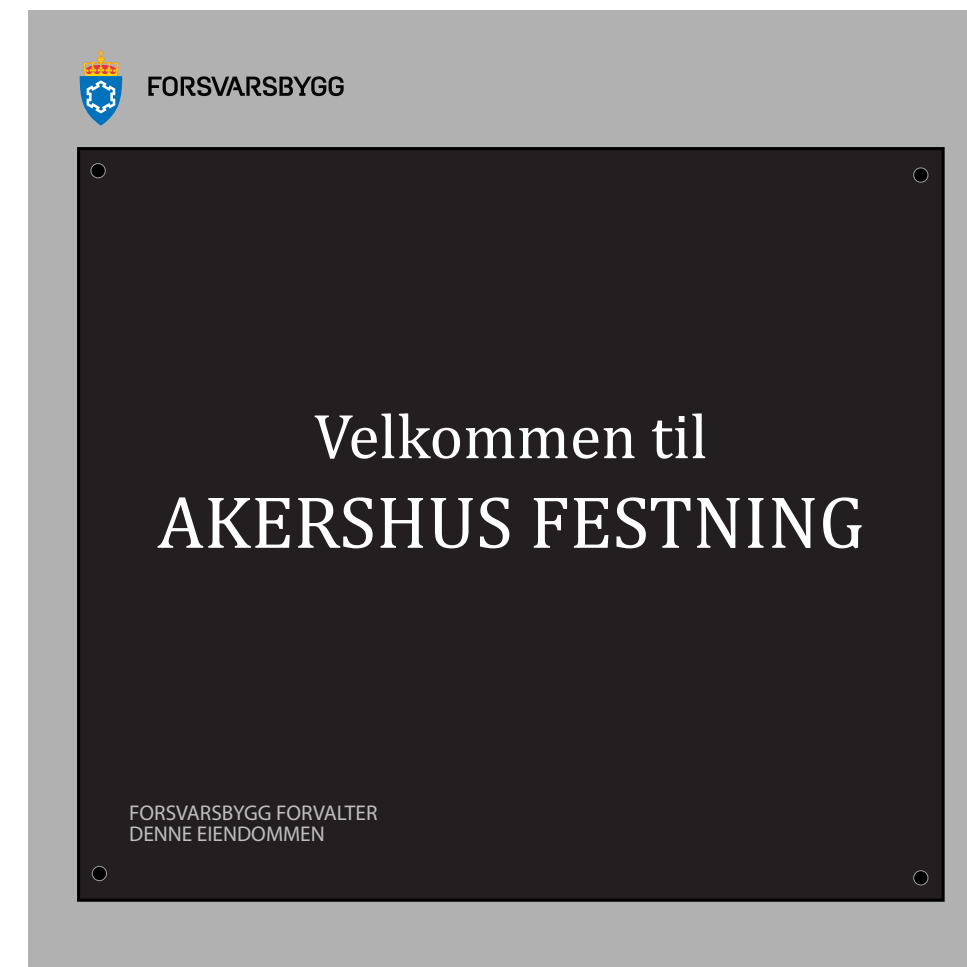 FORSVARSBYGG
Velkommen til
AKERSHUS FESTNING
FORSVARSBYGG FORVALTER
DENNE EIENDOMMEN